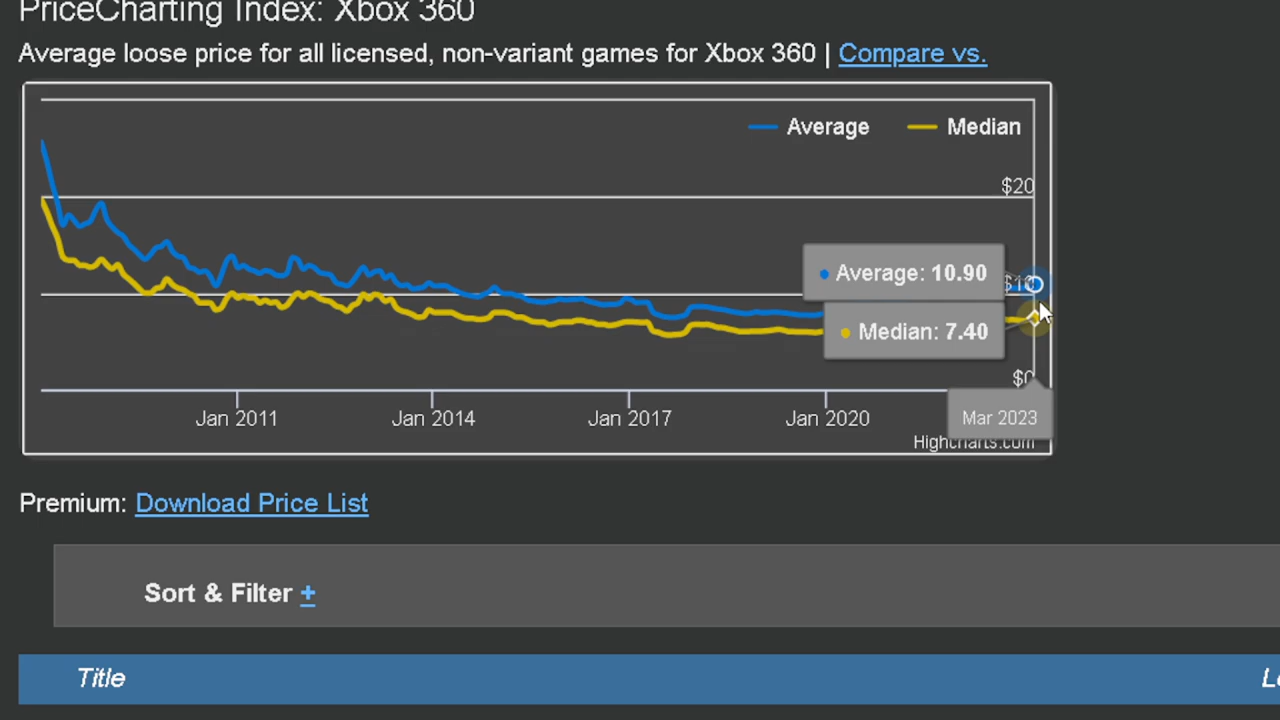 PriceCharting Index: Xbox 360
Average loose price for all licensed, non-variant games for Xbox 360 | Compare vs.
Average Median
$20
Average: 10.90
$10
Median: 7.40
$0
Jan 2011 Jan 2014 Jan 2017 Jan 2020 Mar 2023
Highcharts.com
Premium: Download Price List
Sort & Filter +
Title